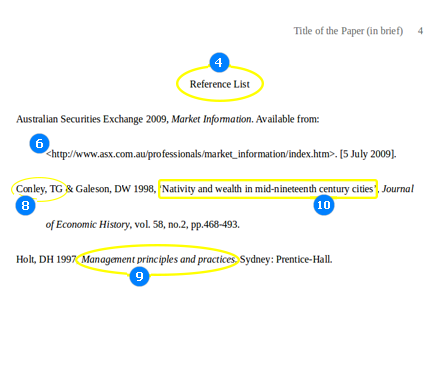 Title of the Paper (in brief) 4
4
Reference List
Australian Securities Exchange 2009, Market Information. Available from:
6
<http://www.asx.com.au/professionals/market_information/index.htm>. [5 July 2009].
Conley, TG & Galeson, DW 1998, 'Nativity and wealth in mid-nineteenth century cities', Journal
8
10
of Economic History, vol. 58, no.2, pp.468-493.
Holt, DH 1997, Management principles and practices. Sydney: Prentice-Hall.
9